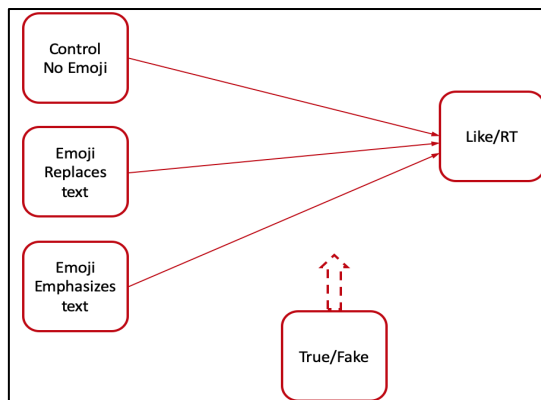 Control
No Emoji
Like/RT
Emoji
Replaces
text
Emoji
Emphasizes
text
True/Fake